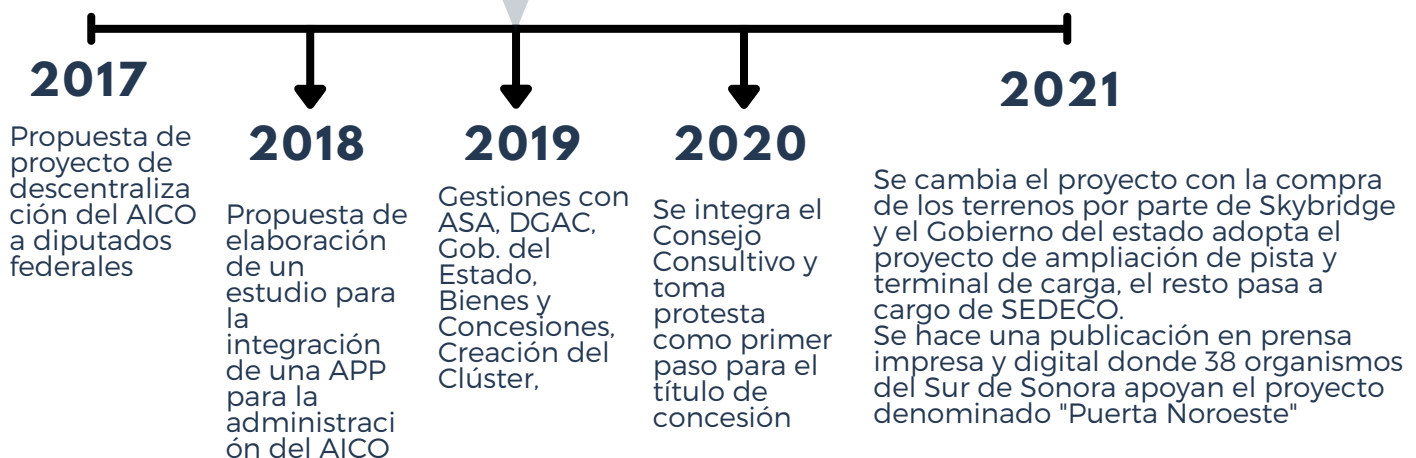 2017
Propuesta de
proyecto de
descentraliza
ción del AICO
a diputados
federales
2018
Propuesta de
elaboración
de un
estudio para
la
integración
de una APP
para la
administraci
ón del AICO
2019
Gestiones con
ASA, DGAC,
Gob. del
Estado,
Bienes y
Concesiones,
Creación del
Clúster,
2020
Se integra el
Consejo
Consultivo y
toma
protesta
como primer
paso para el
título de
concesión
2021
Se cambia el proyecto con la compra
de los terrenos por parte de Skybridge
y el Gobierno del estado adopta el
proyecto de ampliación de pista y
terminal de carga, el resto pasa a
cargo de SEDECO.
Se hace una publicación en prensa
impresa y digital donde 38 organismos
del Sur de Sonora apoyan el proyecto
denominado "Puerta Noroeste"